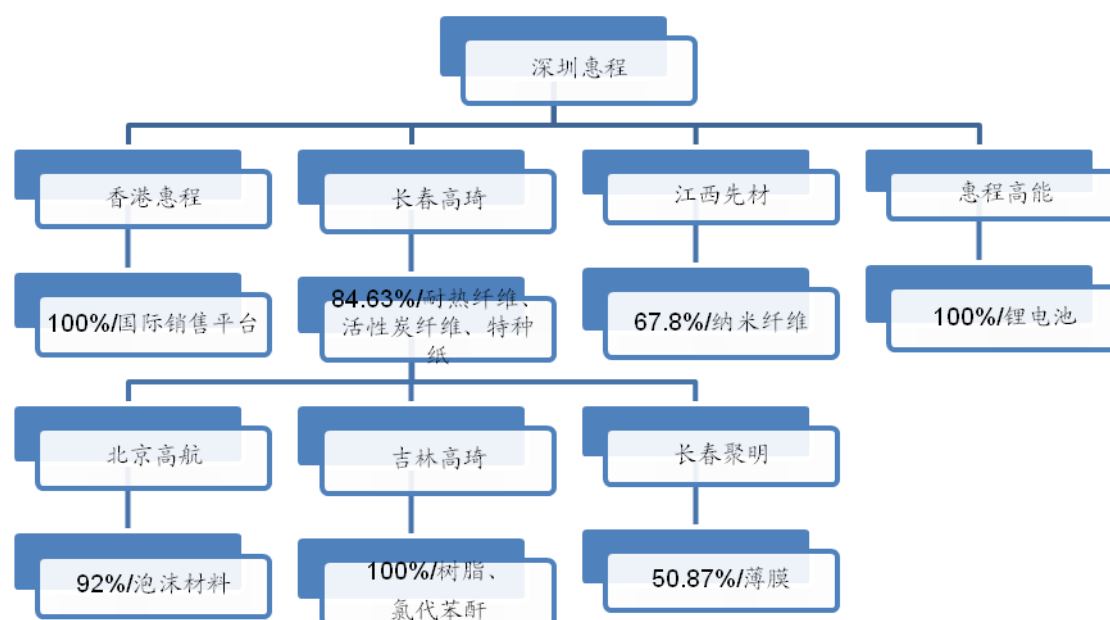 深圳惠程
香港惠程
长春高琦
江西先材
惠程高能
100%/国际销售平台
84.63%/耐热纤维、
活性炭纤维、特种
纸
67.8%/纳米纤维
100%/锂电池
北京高航
吉林高琦
长春聚明
92%/泡沫材料
100%/树脂、
氯代苯酐
50.87%/薄膜